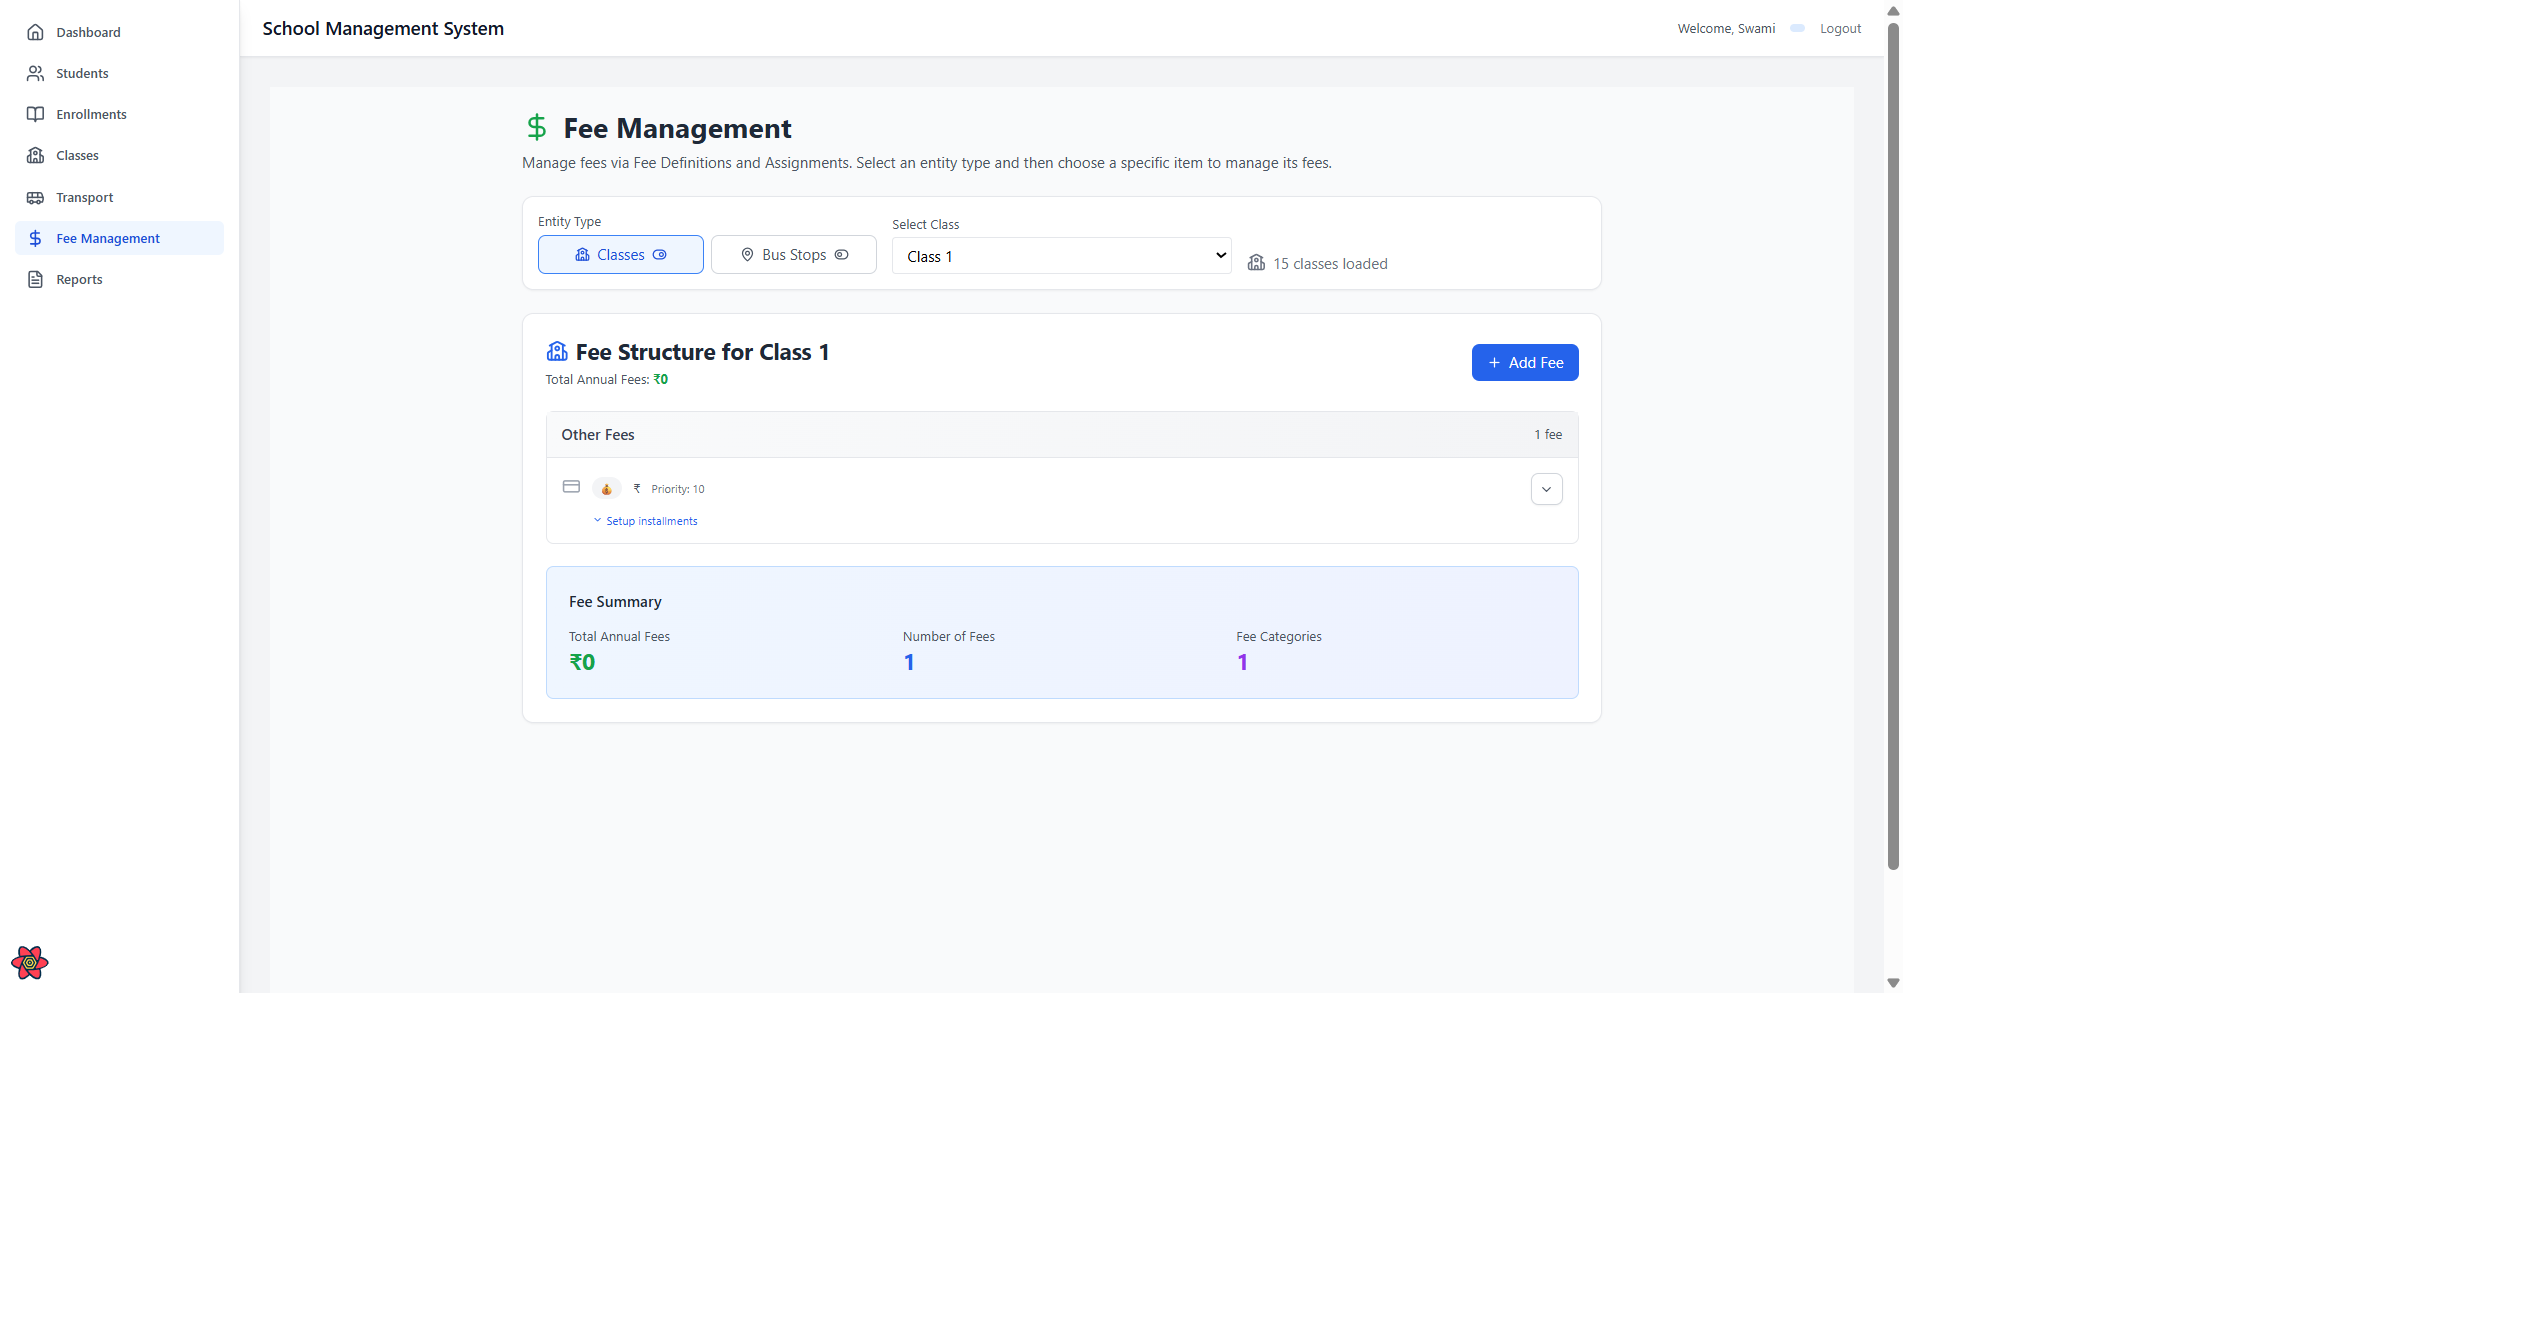 Dashboard
Students
Enrollments
Classes
Transport
Fee Management
Reports
School Management System
Welcome, Swami
Logout
Fee Management
Manage fees via Fee Definitions and Assignments. Select an entity type and then choose a specific item to manage its fees.
Entity Type
Classes
Bus Stops
Select Class
Class 1
15 classes loaded
Fee Structure for Class 1
Total Annual Fees: ₹0
+ Add Fee
Other Fees
1 fee
₹ Priority: 10
Setup installments
Fee Summary
Total Annual Fees
₹0
Number of Fees
1
Fee Categories
1